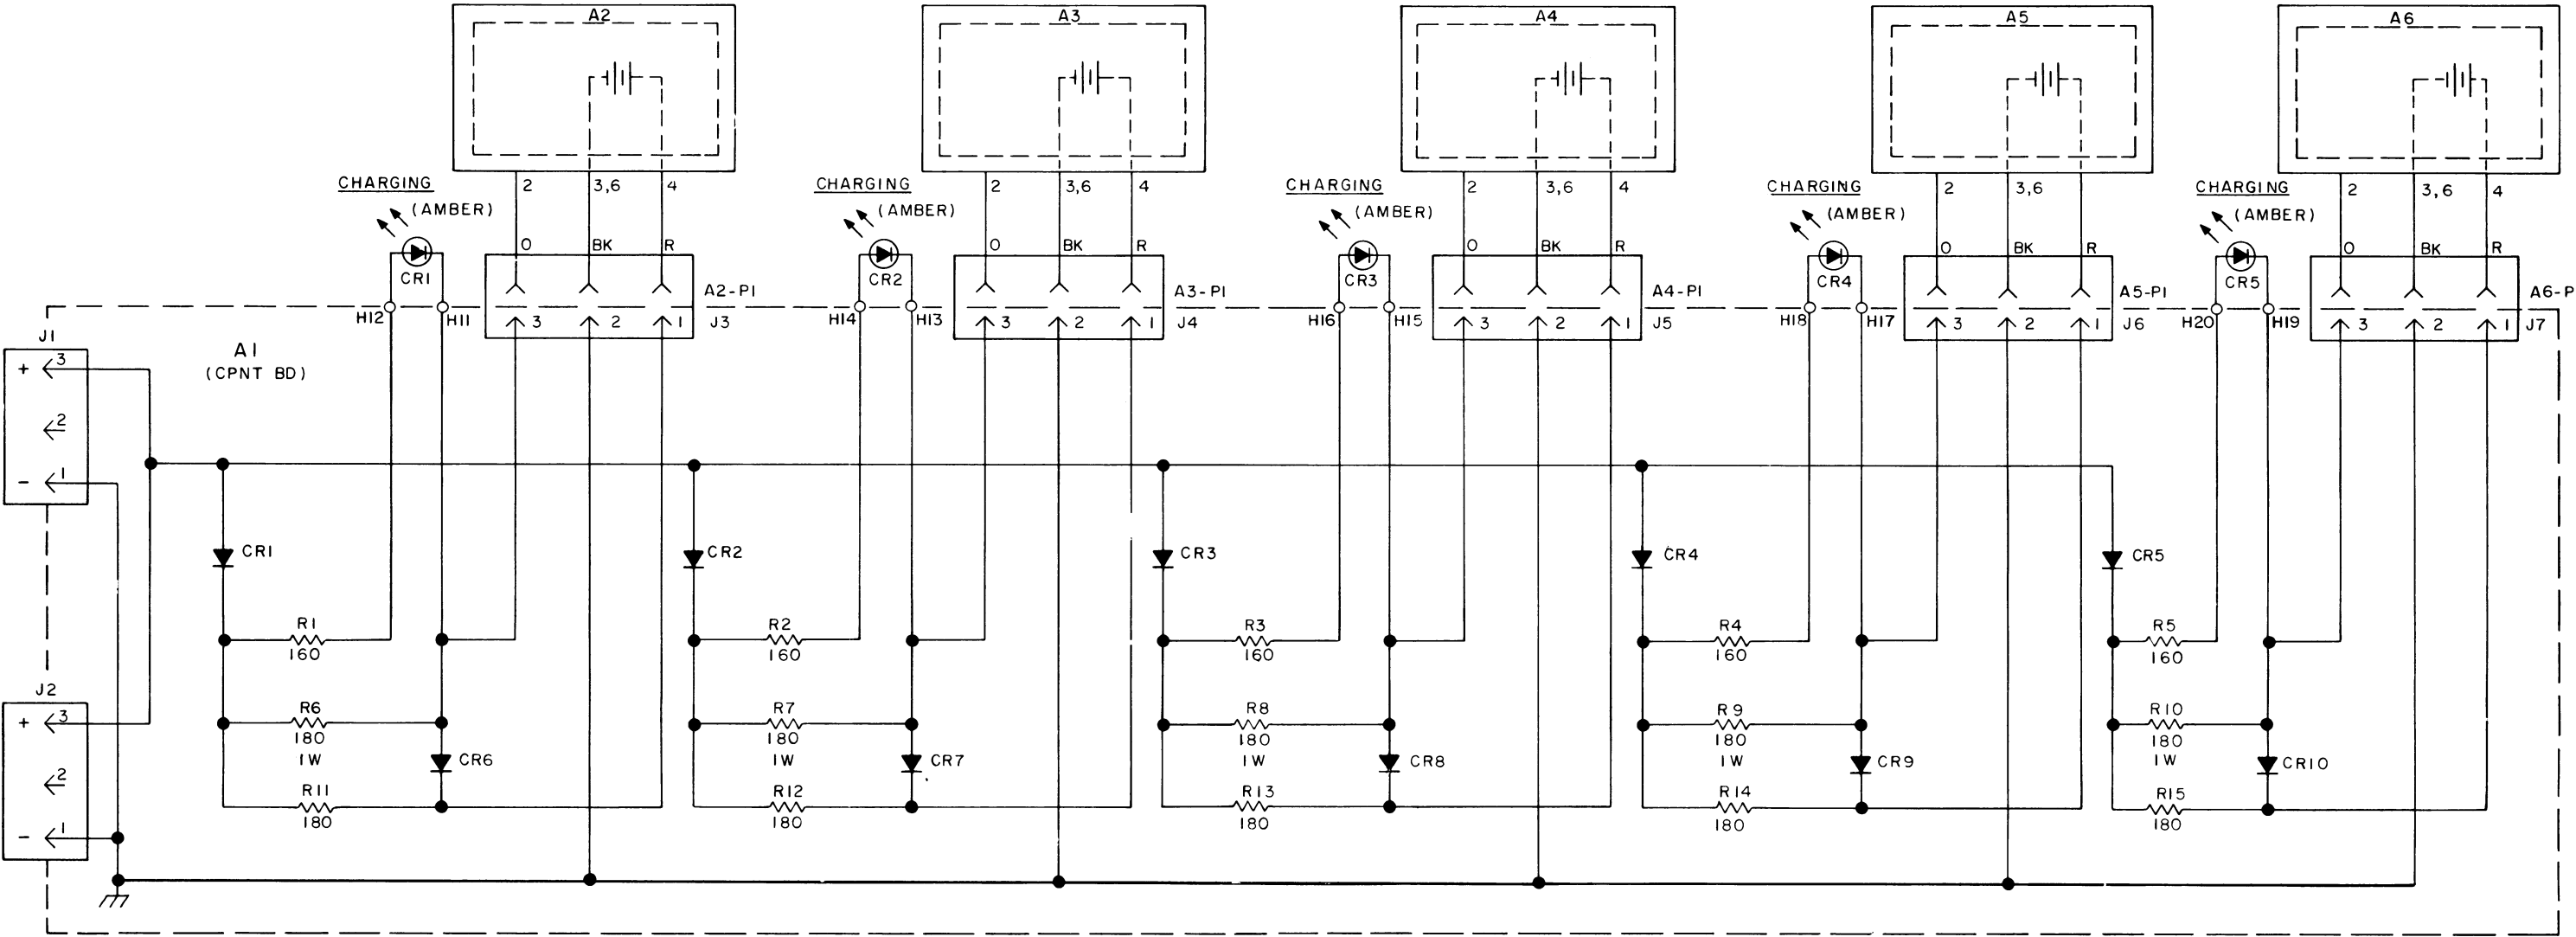 A2
A3
A4
A5
A6
CHARGING
2
3,6
4
CHARGING
2
3,6
4
CHARGING
2
3,6
4
CHARGING
2
3,6
CHARGING
2
3,6
4
(AMBER)
(AMBER)
(AMBER)
(AMBER)
(AMBER)
O
BK
R
O
BK
R
O
BK
R
O
BK
R
O
BK
R
CR1
CR2
CR3
CR4
CR5
A2-P1
A3-P1
A4-P1
A5-P1
A6-P
H12
H11
3
2
1
J3
H14
H13
3
2
1
J4
H16
H15
3
2
1
J5
H18
H17
3
2
1
J6
H20
H19
3
2
1
J7
J1
A1
(CPNT BD)
+
3
2
-
1
CR1
CR2
CR3
CR4
CR5
R1
160
R2
160
R3
160
R4
160
R5
160
J2
+
3
2
-
1
R6
180
1W
CR6
R7
180
1W
CR7
R8
180
1W
CR8
R9
180
1W
CR9
R10
180
1W
CR10
R11
180
R12
180
R13
180
R14
180
R15
180